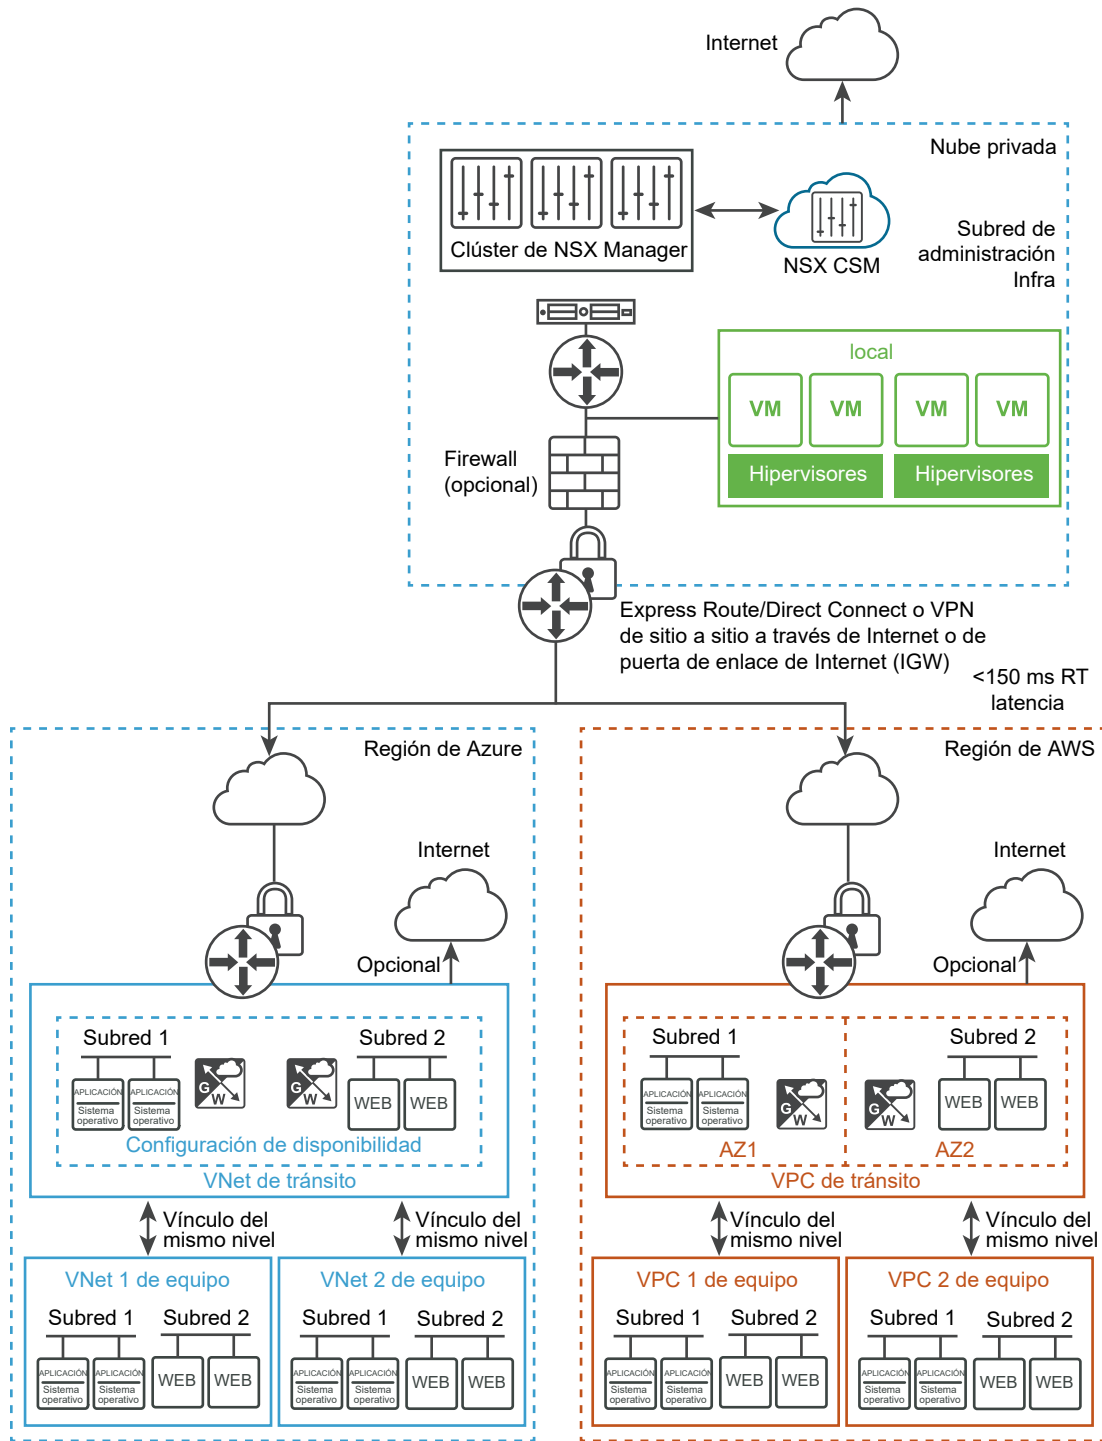 Internet
Nube privada
Clúster de NSX Manager
NSX CSM
Subred de
administración
Infra
local
VM
VM
VM
VM
Hipervisores
Hipervisores
Firewall
(opcional)
Express Route/Direct Connect o VPN
de sitio a sitio a través de Internet o de
puerta de enlace de Internet (IGW)
<150 ms RT
latencia
Región de Azure
Internet
Opcional
Subred 1
Subred 2
APLICACIÓN
Sistema
operativo
APLICACIÓN
Sistema
operativo
G
W
G
W
WEB
WEB
Configuración de disponibilidad
VNet de tránsito
Vínculo del
mismo nivel
Vínculo del
mismo nivel
VNet 1 de equipo
Subred 1
Subred 2
APLICACIÓN
Sistema
operativo
APLICACIÓN
Sistema
operativo
WEB
WEB
VNet 2 de equipo
Subred 1
Subred 2
APLICACIÓN
Sistema
operativo
APLICACIÓN
Sistema
operativo
WEB
WEB
Región de AWS
Internet
Opcional
Subred 1
Subred 2
APLICACIÓN
Sistema
operativo
APLICACIÓN
Sistema
operativo
G
W
G
W
WEB
WEB
AZ1
AZ2
VPC de tránsito
Vínculo del
mismo nivel
Vínculo del
mismo nivel
VPC 1 de equipo
Subred 1
Subred 2
APLICACIÓN
Sistema
operativo
APLICACIÓN
Sistema
operativo
WEB
WEB
VPC 2 de equipo
Subred 1
Subred 2
APLICACIÓN
Sistema
operativo
APLICACIÓN
Sistema
operativo
WEB
WEB